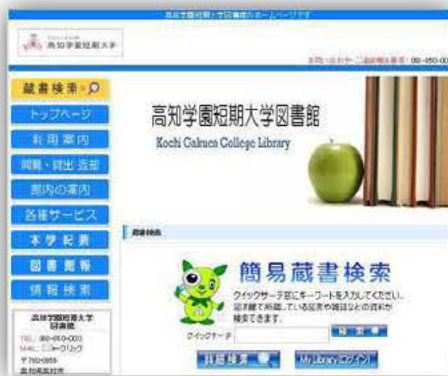 高知学園短期大学図書館のホームページです
高知学園短期大学
蔵書検索
トップページ
利用案内
閲覧・貸出・返却
館内の案内
各種サービス
本学紀要
図書館報
情報検索
高知学園短期大学
図書館
高知学園短期大学図書館
Kochi Gakuen College Library
蔵書検索
簡易蔵書検索
クイックサーチ窓にキーワードを入力してください。
図書館で所蔵している図書や雑誌などの資料が
検索できます。
クイックサーチ
検索
詳細検索
My Library(ログイン)